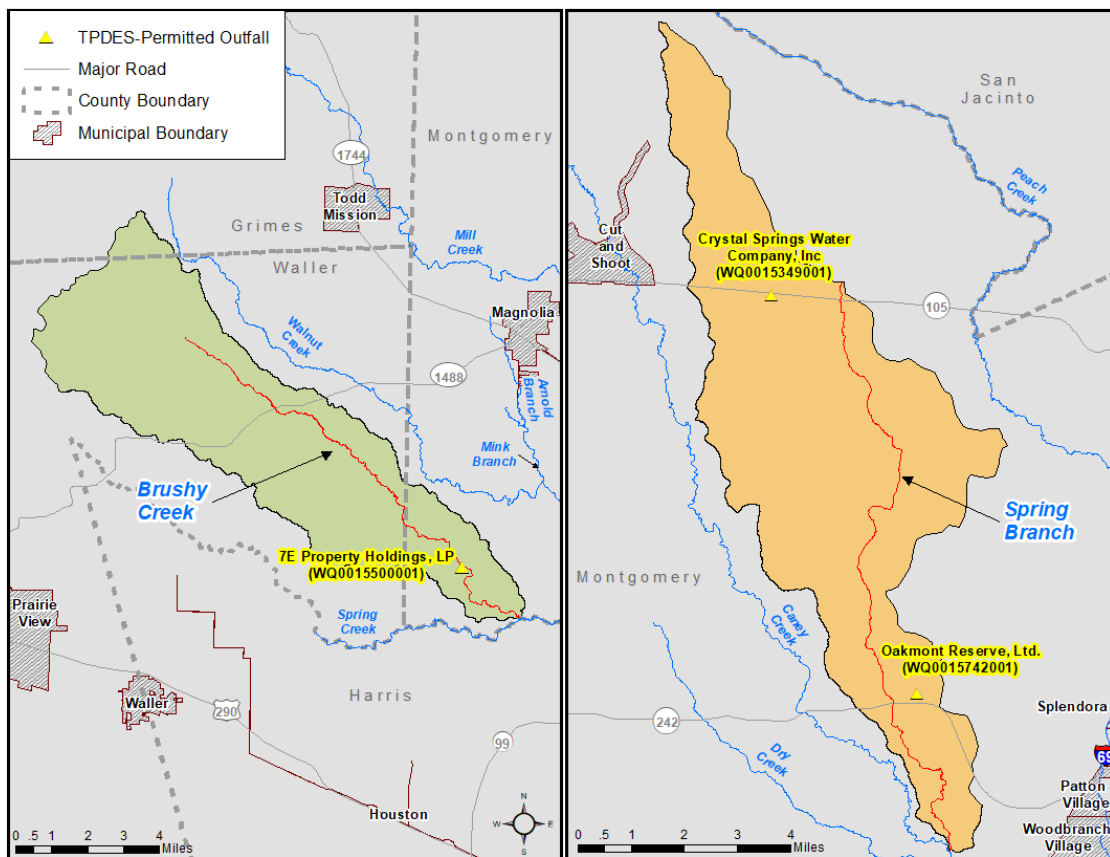 TPDES-Permitted Outfall
Major Road
County Boundary
Municipal Boundary
Montgomery
1744
Todd
Mission
Grimes
Mill
Creek
Waller
Magnolia
Walnut
Creek
1488
Arnold
Branch
Mink
Branch
Brushy
Creek
7E Property Holdings, LP
(WQ0015500001)
Prairie
View
Spring
Creek
Harris
Waller
290
99
Houston
N
W
E
S
0 .5 1 2 3 4
Miles
San
Jacinto
Peach
Creek
Cut
and
Shoot
Crystal Springs Water
Company, Inc
(WQ0015349001)
105
Spring
Branch
Montgomery
Caney
Creek
Oakmont Reserve, Ltd.
(WQ0015742001)
242
Dry
Creek
Splendora
Patton
Village
Woodbranch
Village
0 .5 1 2 3 4
Miles